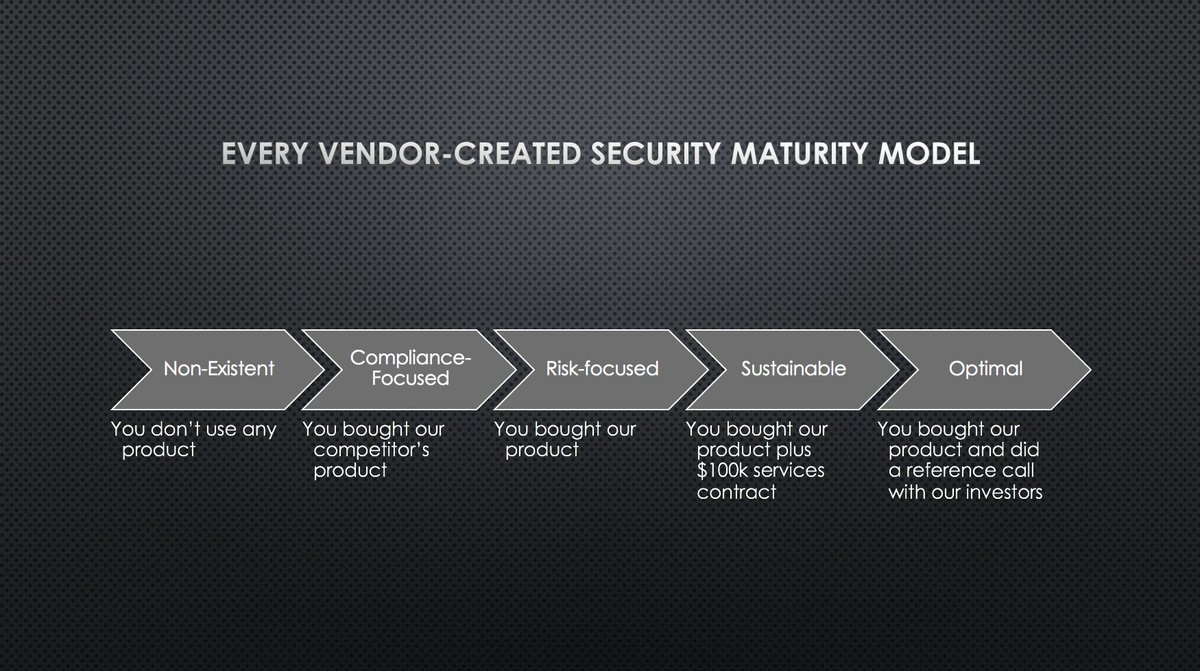 EVERY VENDOR-CREATED SECURITY MATURITY MODEL
Non-Existent
You don’t use any
product
Compliance-
Focused
You bought our
competitor’s
product
Risk-focused
You bought our
product
Sustainable
You bought our
product plus
$100k services
contract
Optimal
You bought our
product and did
a reference call
with our investors